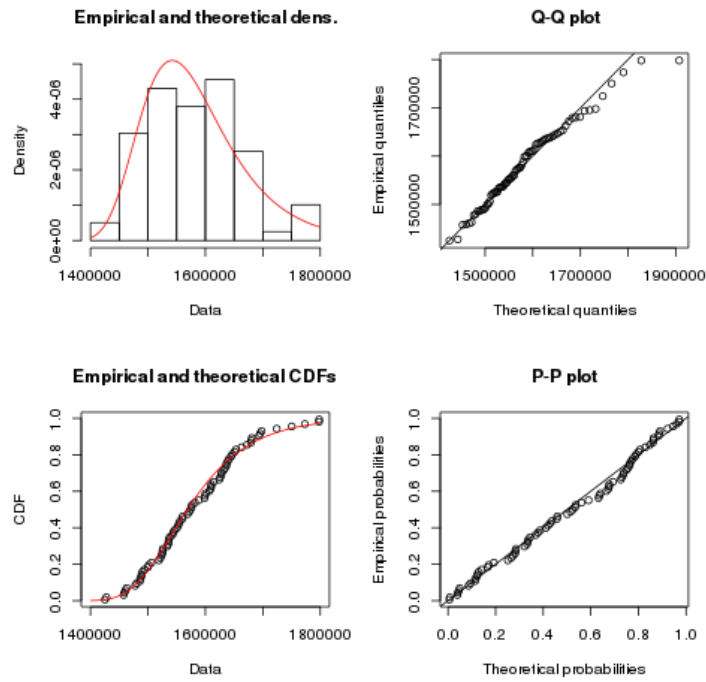 Empirical and theoretical dens.
Density
0e+00
2e-06
4e-06
1400000 1600000 1800000
Data
Q-Q plot
Empirical quantiles
1500000
1700000
1500000 1700000 1900000
Theoretical quantiles
Empirical and theoretical CDFs
CDF
0.0 0.2 0.4 0.6 0.8 1.0
1400000 1600000 1800000
Data
P-P plot
Empirical probabilities
0.0 0.2 0.4 0.6 0.8 1.0
0.0 0.2 0.4 0.6 0.8 1.0
Theoretical probabilities